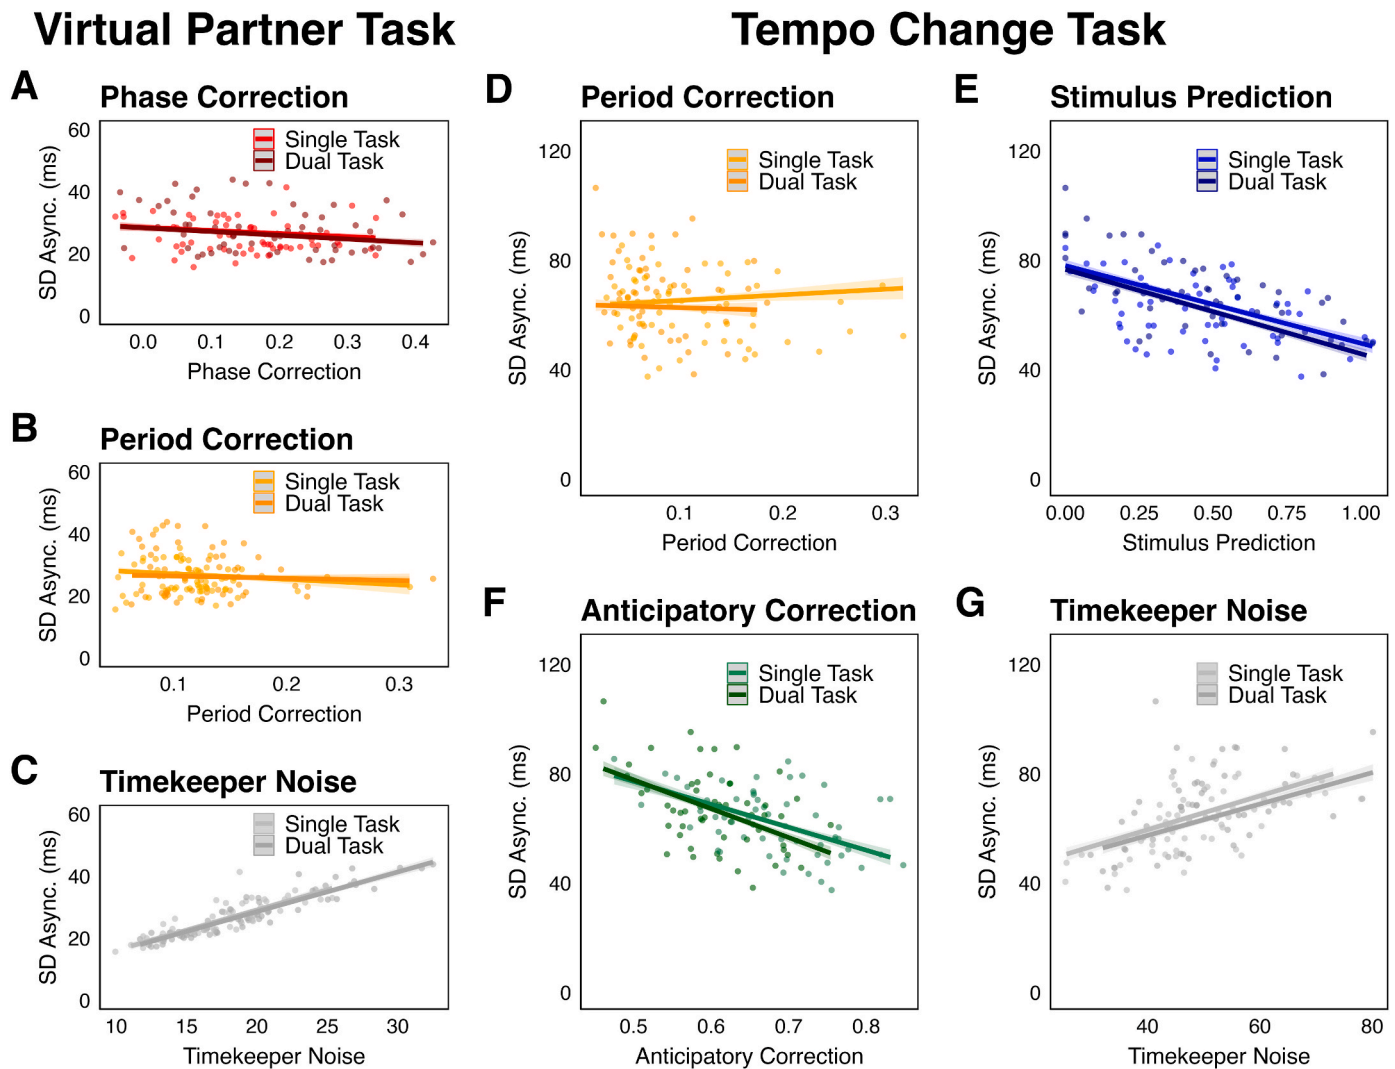 Virtual Partner Task
Tempo Change Task
A
Phase Correction
60
40
20
0
SD Async. (ms)
Single Task
Dual Task
0.0
0.1
0.2
0.3
0.4
Phase Correction
B
Period Correction
60
40
20
0
SD Async. (ms)
Single Task
Dual Task
0.1
0.2
0.3
Period Correction
C
Timekeeper Noise
60
40
20
0
SD Async. (ms)
Single Task
Dual Task
10
15
20
25
30
Timekeeper Noise
D
Period Correction
120
80
40
0
SD Async. (ms)
Single Task
Dual Task
0.1
0.2
0.3
Period Correction
E
Stimulus Prediction
120
80
40
0
SD Async. (ms)
Single Task
Dual Task
0.00
0.25
0.50
0.75
1.00
Stimulus Prediction
F
Anticipatory Correction
120
80
40
0
SD Async. (ms)
Single Task
Dual Task
0.5
0.6
0.7
0.8
Anticipatory Correction
G
Timekeeper Noise
120
80
40
0
SD Async. (ms)
Single Task
Dual Task
40
60
80
Timekeeper Noise